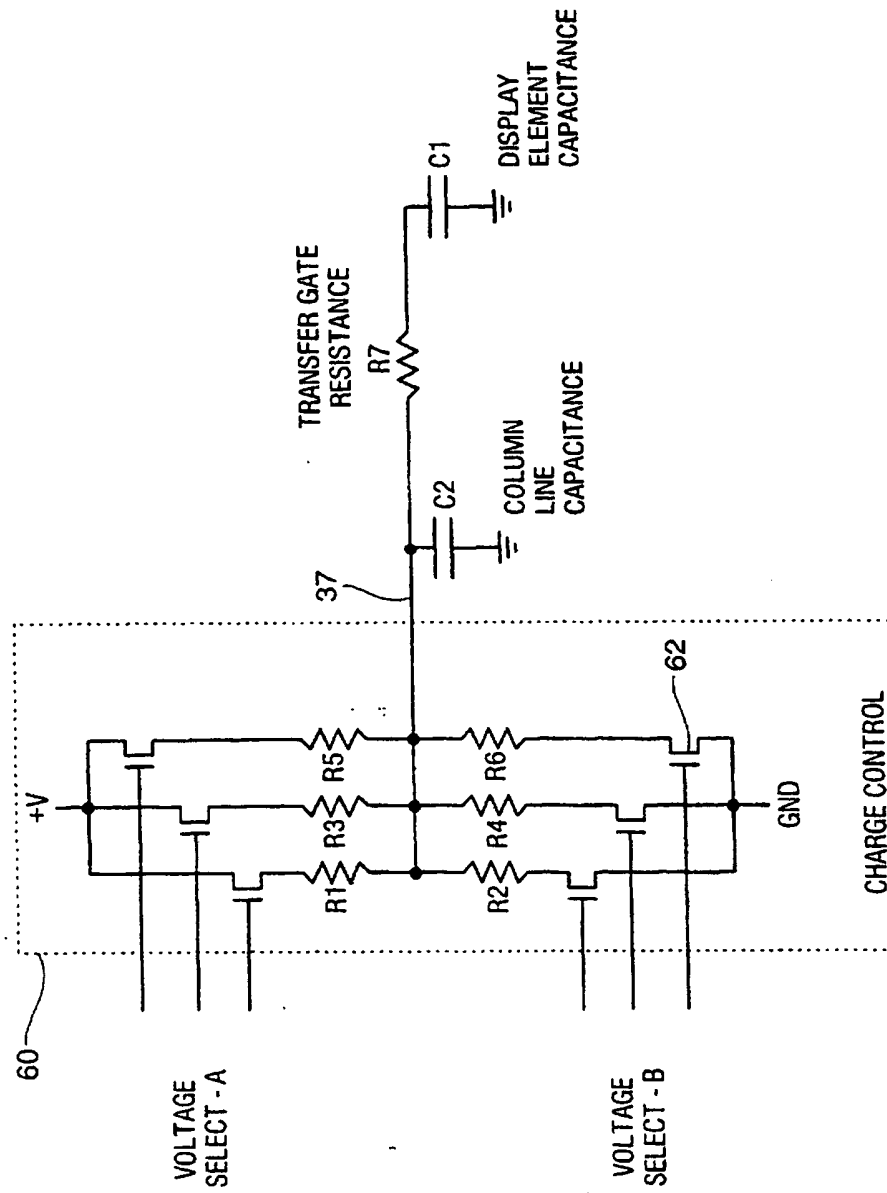 60
VOLTAGE
SELECT - A
VOLTAGE
SELECT - B
+V
R1
R3
R5
R2
R4
R6
62
GND
CHARGE CONTROL
37
C2
COLUMN
LINE
CAPACITANCE
TRANSFER GATE
RESISTANCE
R7
C1
DISPLAY
ELEMENT
CAPACITANCE